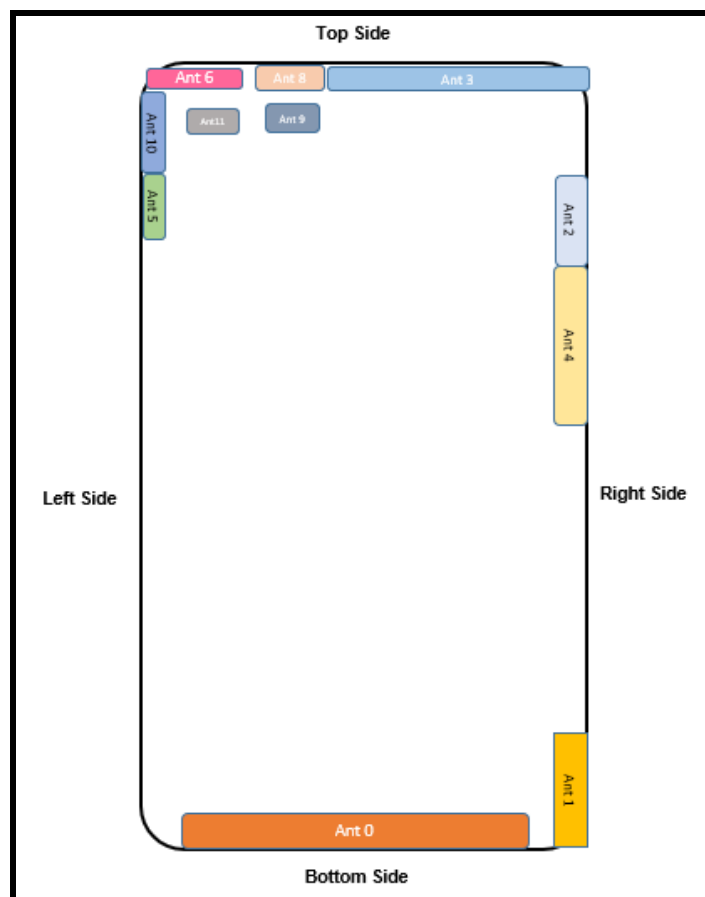 Top Side
Ant 6
Ant 8
Ant 3
Ant 10
Ant11
Ant 9
Ant 5
Ant 2
Ant 4
Left Side
Right Side
Ant 1
Ant 0
Bottom Side